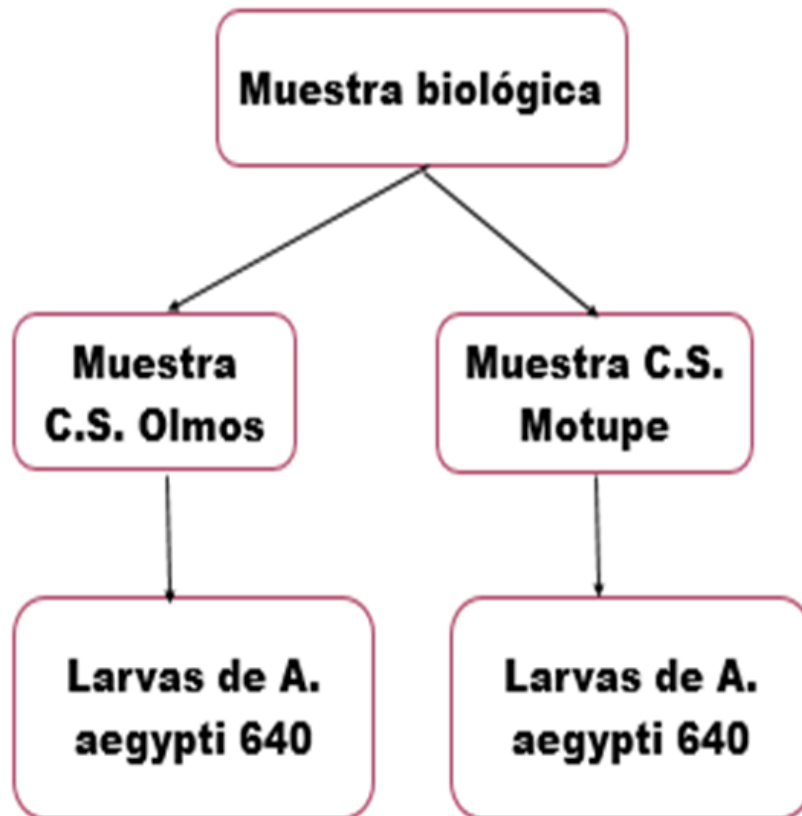 Muestra biológica
Muestra
C.S. Olmos
Muestra C.S.
Motupe
Larvas de A.
aegypti 640
Larvas de A.
aegypti 640